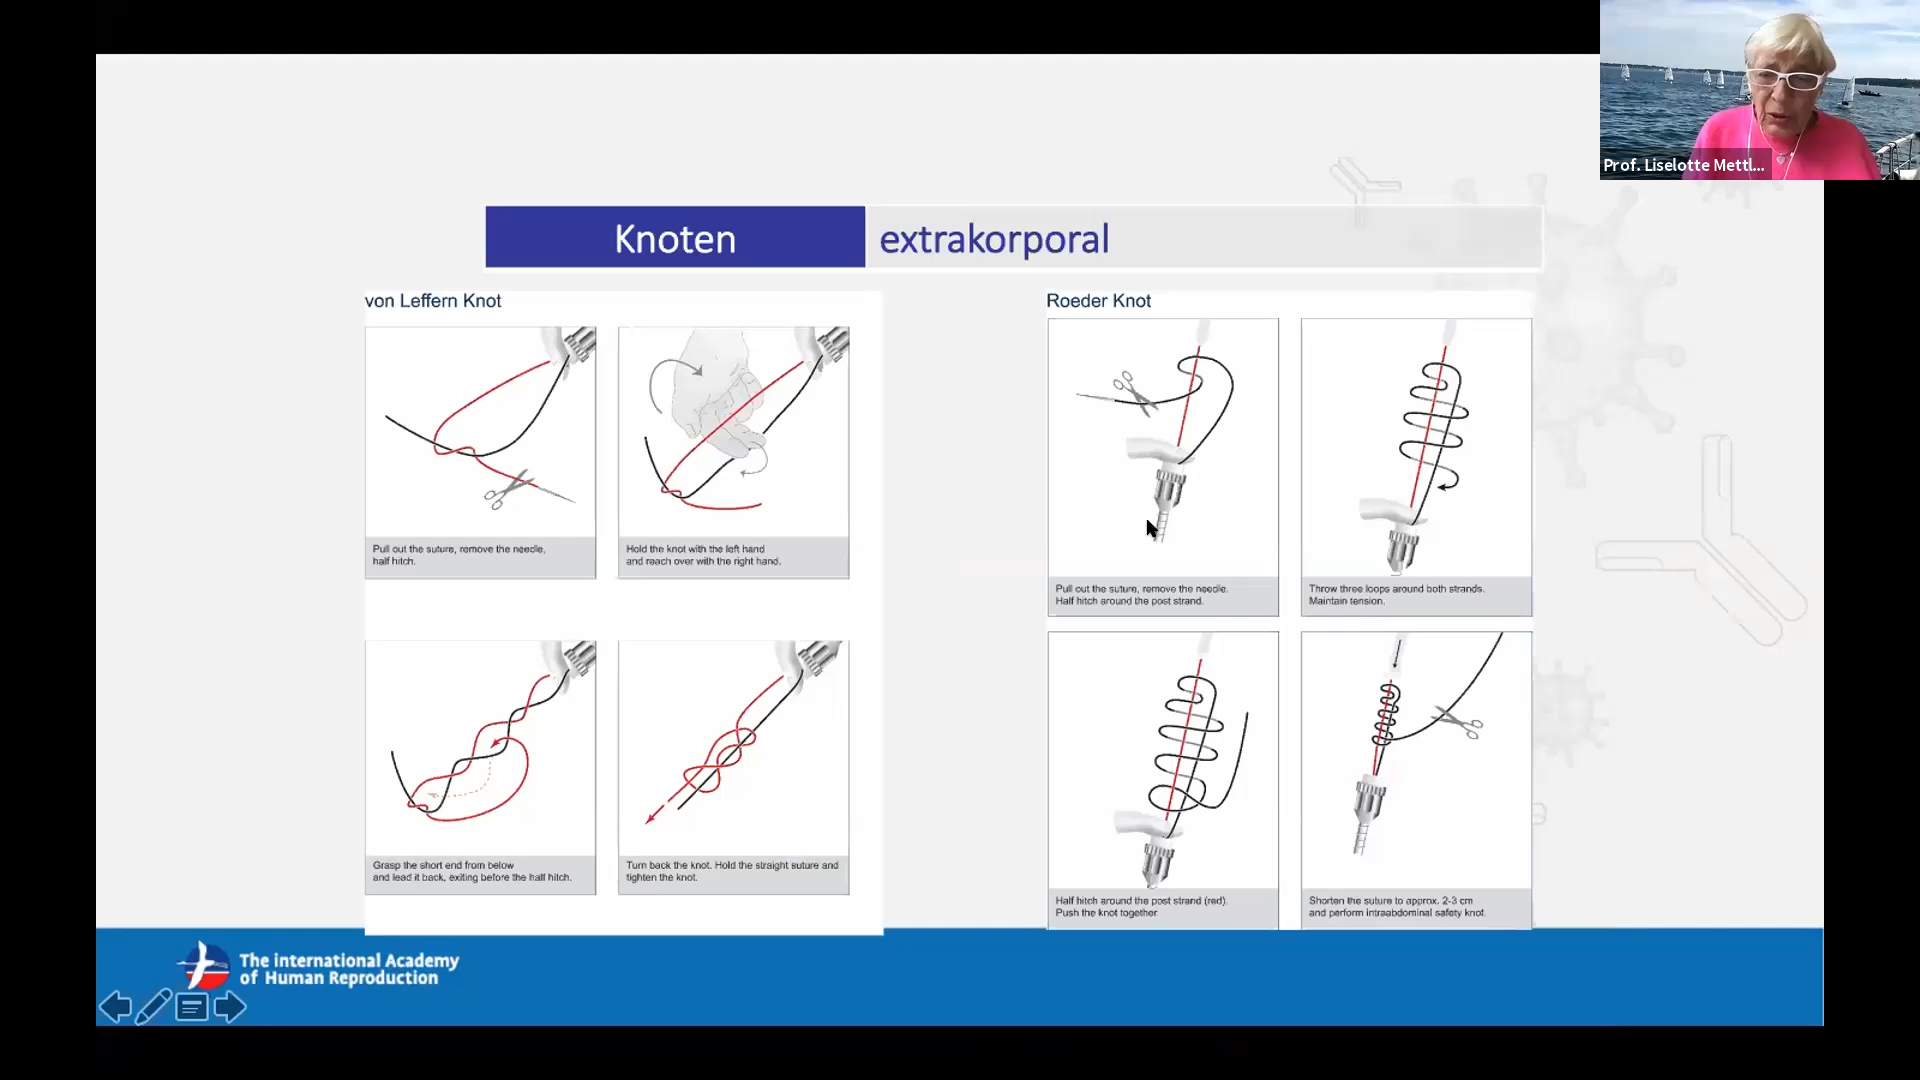 Prof. Liselotte Mettl...
Knoten
extrakorporal
von Leffern Knot
Pull out the suture, remove the needle,
half hitch.
Hold the knot with the left hand
and reach over with the right hand.
Grasp the short end from below
and lead it back, exiting before the half hitch.
Turn back the knot. Hold the straight suture and
tighten the knot.
Roeder Knot
Pull out the suture, remove the needle.
Half hitch around the post strand.
Throw three loops around both strands.
Maintain tension.
Half hitch around the post strand (red).
Push the knot together
Shorten the suture to approx. 2-3 cm
and perform intraabdominal safety knot.
The international Academy
of Human Reproduction